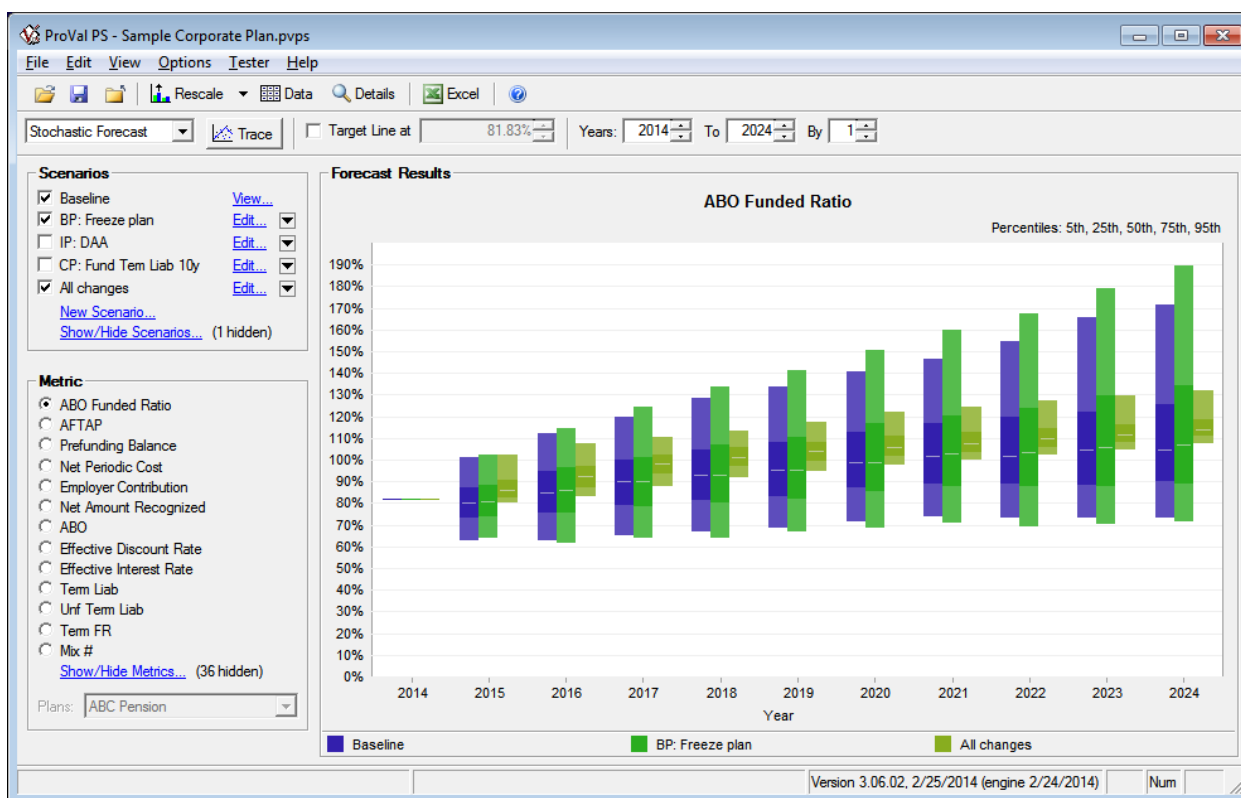 ProVal PS - Sample Corporate Plan.pvps
File Edit View Options Tester Help
Rescale Data Details Excel
Stochastic Forecast Trace Target Line at 81.83% Years: 2014 To 2024 By 1
Scenarios
Baseline View...
BP: Freeze plan Edit...
IP: DAA Edit...
CP: Fund Tem Liab 10y Edit...
All changes Edit...
New Scenario...
Show/Hide Scenarios... (1 hidden)
Metric
ABO Funded Ratio
AFTAP
Prefunding Balance
Net Periodic Cost
Employer Contribution
Net Amount Recognized
ABO
Effective Discount Rate
Effective Interest Rate
Term Liab
Unf Term Liab
Term FR
Mix #
Show/Hide Metrics... (36 hidden)
Plans: ABC Pension
Forecast Results
ABO Funded Ratio
Percentiles: 5th, 25th, 50th, 75th, 95th
190%
180%
170%
160%
150%
140%
130%
120%
110%
100%
90%
80%
70%
60%
50%
40%
30%
20%
10%
0%
2014 2015 2016 2017 2018 2019 2020 2021 2022 2023 2024
Year
Baseline BP: Freeze plan All changes
Version 3.06.02, 2/25/2014 (engine 2/24/2014) Num